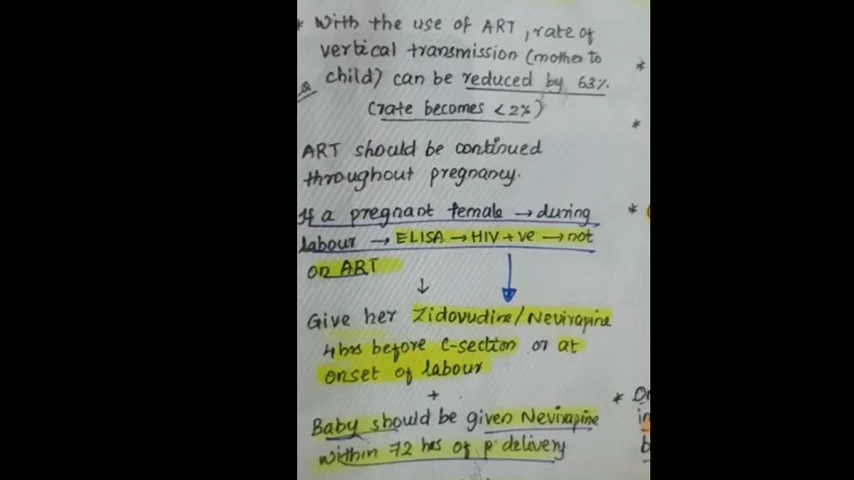 * With the use of ART, rate of
vertical transmission (mother to
child) can be reduced by 63%.
(rate becomes <2%)
ART should be continued
throughout pregnancy.
If a pregnant female → during
labour → ELISA → HIV +ve → not
on ART
↓
Give her Zidovudine/Nevirapine
4hrs before C-section or at
onset of labour
+
Baby should be given Nevirapine
within 72 hrs of p delivery
*
*
*
*